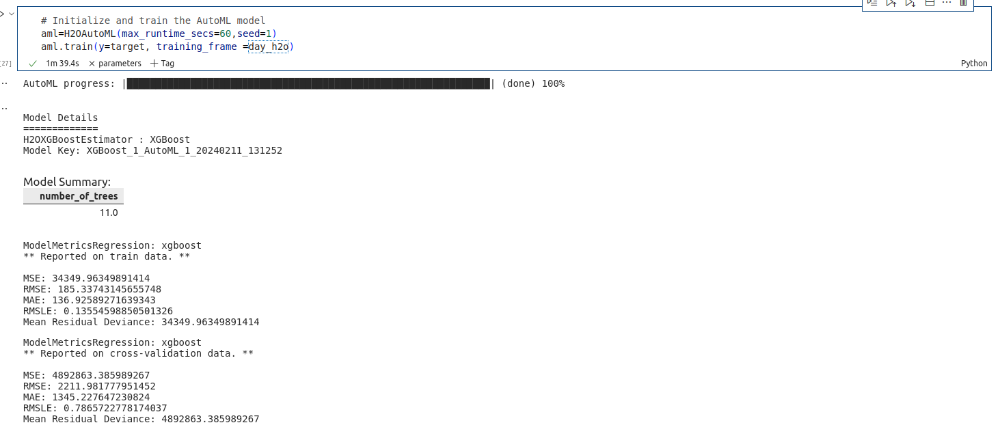 # Initialize and train the AutoML model
aml=H2OAutoML(max_runtime_secs=60,seed=1)
aml.train(y=target, training_frame =day_h2o)
[27]
1m 39.4s
parameters
Tag
Python
AutoML progress: |███████████████████████████████████████████████████████████████| (done) 100%
Model Details
=============
H2OXGBoostEstimator : XGBoost
Model Key: XGBoost_1_AutoML_1_20240211_131252
Model Summary:
number_of_trees
11.0
ModelMetricsRegression: xgboost
** Reported on train data. **
MSE: 34349.96349891414
RMSE: 185.33743145655748
MAE: 136.92589271639343
RMSLE: 0.13554598850501326
Mean Residual Deviance: 34349.96349891414
ModelMetricsRegression: xgboost
** Reported on cross-validation data. **
MSE: 4892863.385989267
RMSE: 2211.981777951452
MAE: 1345.227647230824
RMSLE: 0.7865722778174037
Mean Residual Deviance: 4892863.385989267